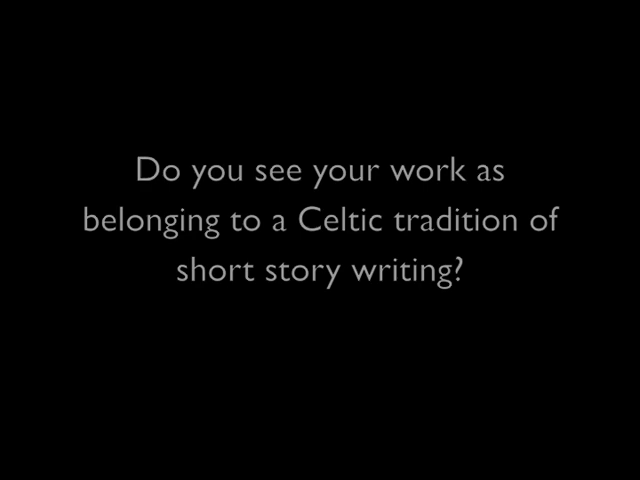 Do you see your work as
belonging to a Celtic tradition of
short story writing?